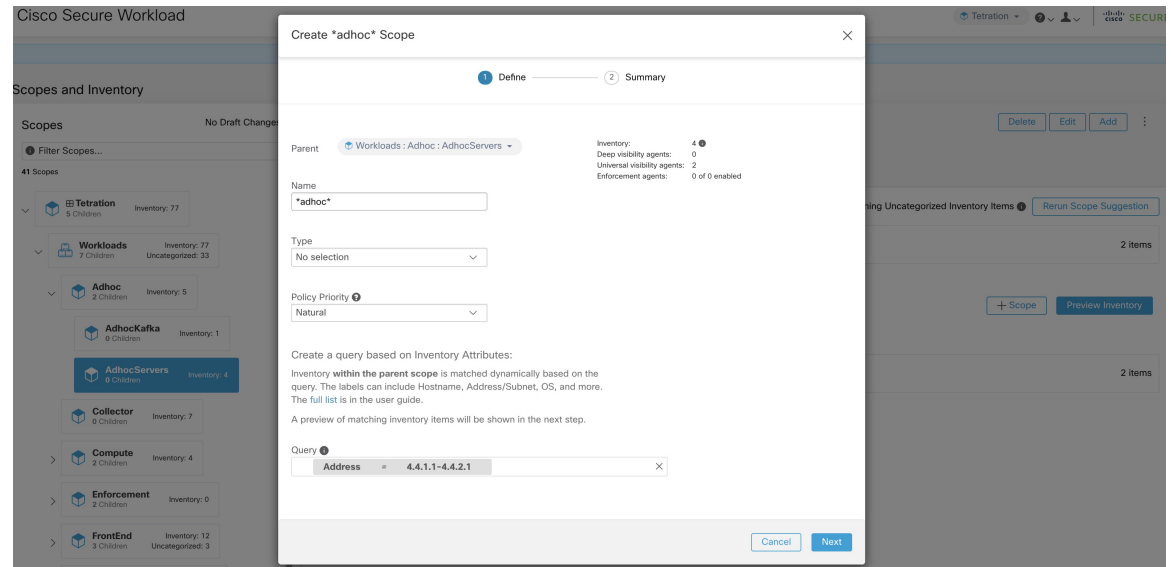 Cisco Secure Workload
Tetration
cisco SECURE
Create *adhoc* Scope
1 Define
2 Summary
Scopes and Inventory
Scopes
No Draft Changes
Delete
Edit
Add
Filter Scopes...
41 Scopes
Parent
Workloads : Adhoc : AdhocServers
Inventory: 4
Deep visibility agents: 0
Universal visibility agents: 2
Enforcement agents: 0 of 0 enabled
Name
*adhoc*
Type
No selection
Policy Priority
Natural
Create a query based on Inventory Attributes:
Inventory within the parent scope is matched dynamically based on the
query. The labels can include Hostname, Address/Subnet, OS, and more.
The full list is in the user guide.
A preview of matching inventory items will be shown in the next step.
Query
Address = 4.4.1.1-4.4.2.1
Cancel
Next
Tetration
5 Children
Inventory: 77
Workloads
7 Children
Inventory: 77
Uncategorized: 33
Adhoc
2 Children
Inventory: 5
AdhocKafka
0 Children
Inventory: 1
AdhocServers
0 Children
Inventory: 4
Collector
0 Children
Inventory: 7
Compute
2 Children
Inventory: 4
Enforcement
2 Children
Inventory: 0
FrontEnd
3 Children
Inventory: 12
Uncategorized: 3
ning Uncategorized Inventory Items
Rerun Scope Suggestion
2 items
+ Scope
Preview Inventory
2 items